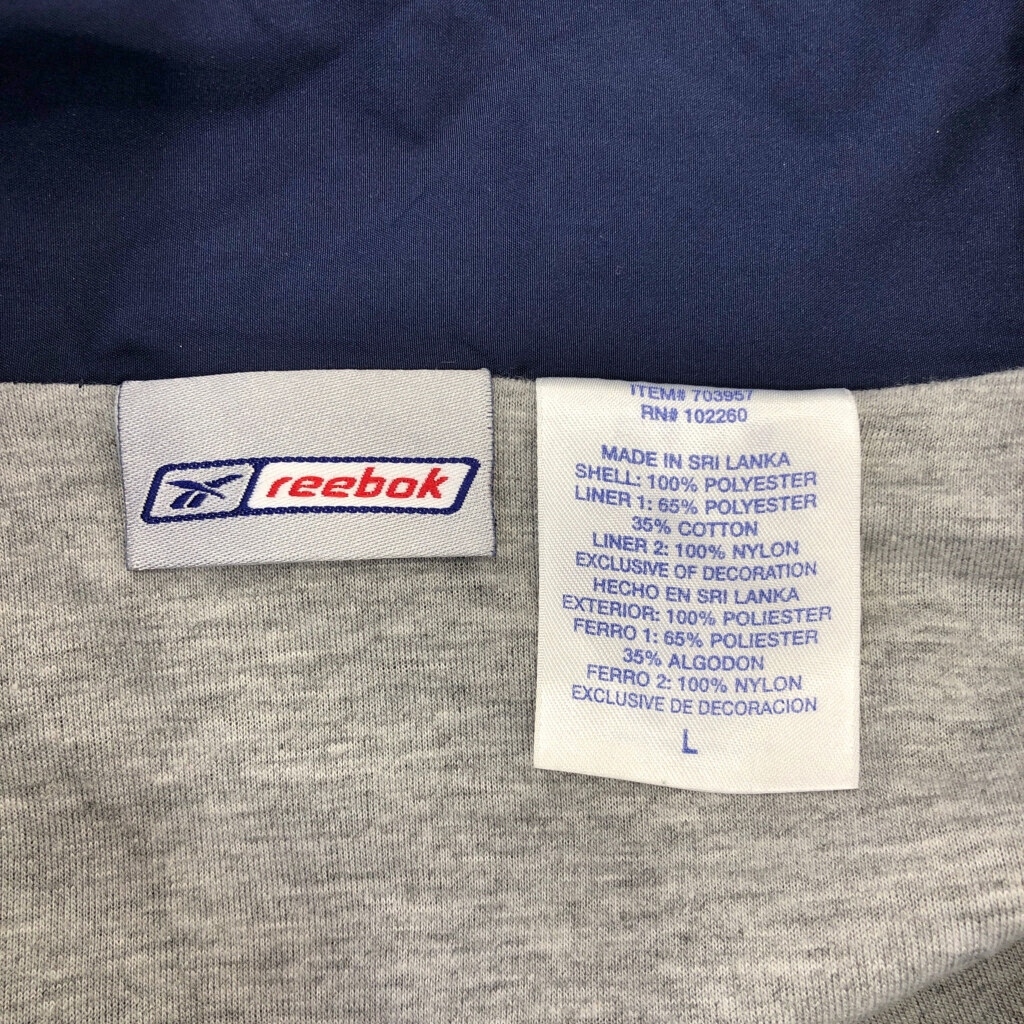 reebok
ITEM# 703957
RN# 102260
MADE IN SRI LANKA
SHELL: 100% POLYESTER
LINER 1: 65% POLYESTER
35% COTTON
LINER 2: 100% NYLON
EXCLUSIVE OF DECORATION
HECHO EN SRI LANKA
EXTERIOR: 100% POLIESTER
FERRO 1: 65% POLIESTER
35% ALGODON
FERRO 2: 100% NYLON
EXCLUSIVE DE DECORACION
L